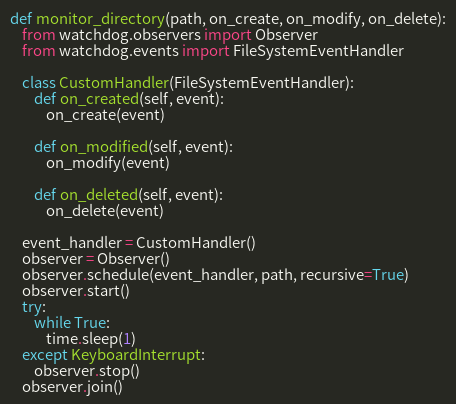 def monitor_directory(path, on_create, on_modify, on_delete):
    from watchdog.observers import Observer
    from watchdog.events import FileSystemEventHandler

    class CustomHandler(FileSystemEventHandler):
        def on_created(self, event):
            on_create(event)

        def on_modified(self, event):
            on_modify(event)

        def on_deleted(self, event):
            on_delete(event)

    event_handler = CustomHandler()
    observer = Observer()
    observer.schedule(event_handler, path, recursive=True)
    observer.start()
    try:
        while True:
            time.sleep(1)
    except KeyboardInterrupt:
        observer.stop()
    observer.join()